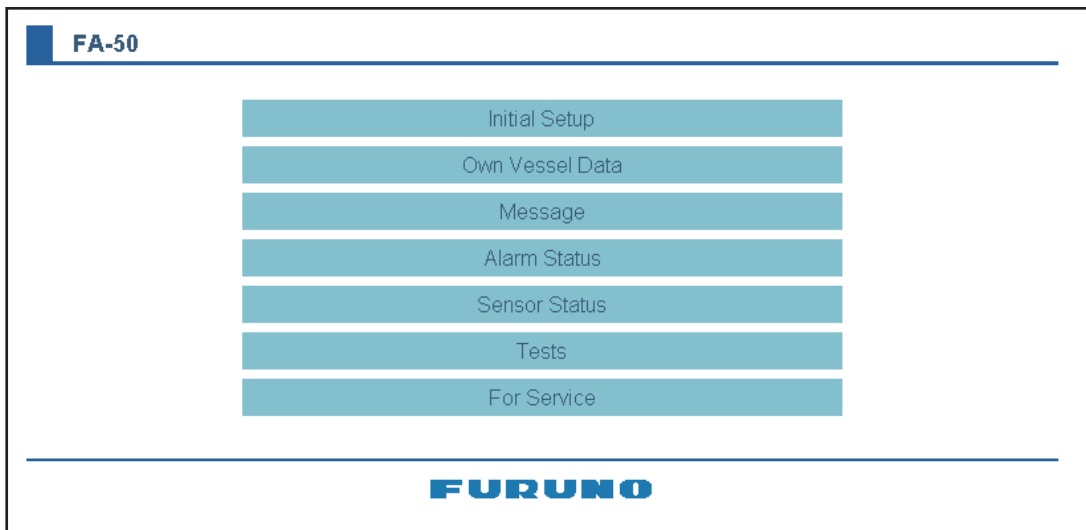 FA-50
Initial Setup
Own Vessel Data
Message
Alarm Status
Sensor Status
Tests
For Service
FURUNO